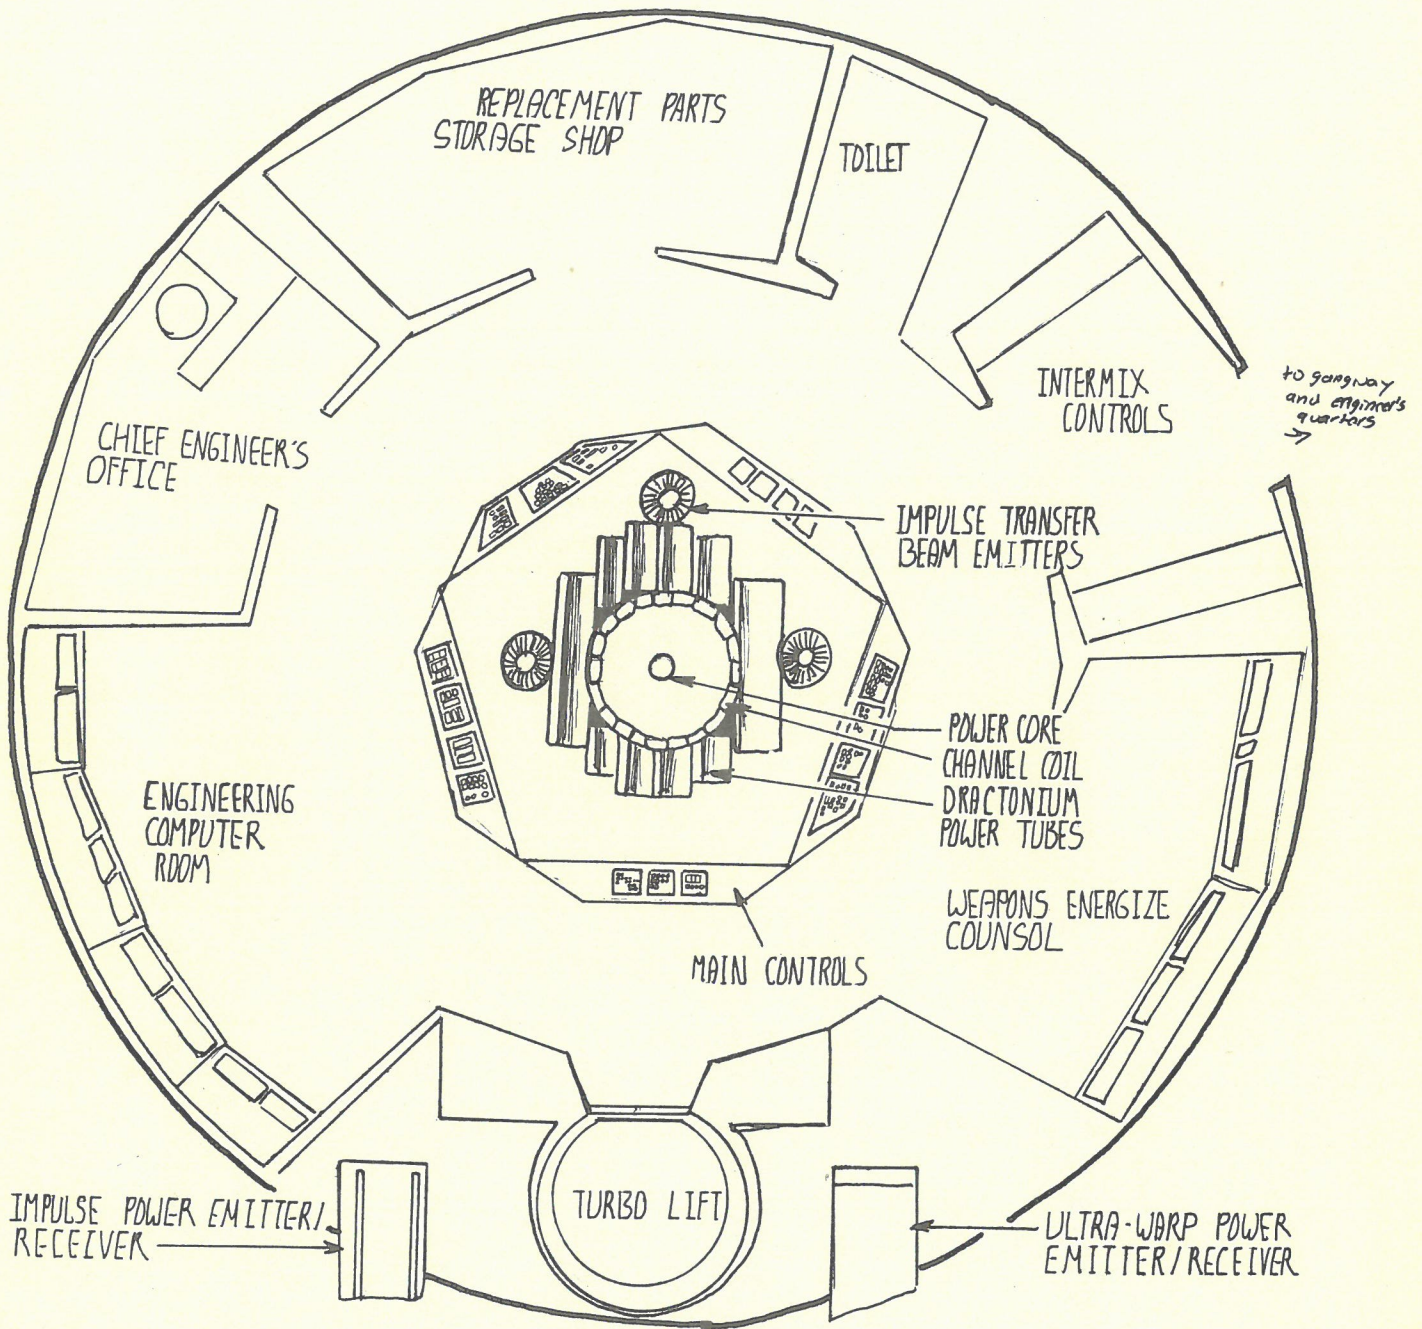 REPLACEMENT PARTS
STORAGE SHOP
TOILET
INTERMIX
CONTROLS
to gangway
and engineer's
quarters
CHIEF ENGINEER'S
OFFICE
IMPULSE TRANSFER
BEAM EMITTERS
POWER CORE
CHANNEL COIL
DRACTONIUM
POWER TUBES
ENGINEERING
COMPUTER
ROOM
WEAPONS ENERGIZE
COUNSOL
MAIN CONTROLS
TURBO LIFT
IMPULSE POWER EMITTER/
RECEIVER
ULTRA-WARP POWER
EMITTER/RECEIVER